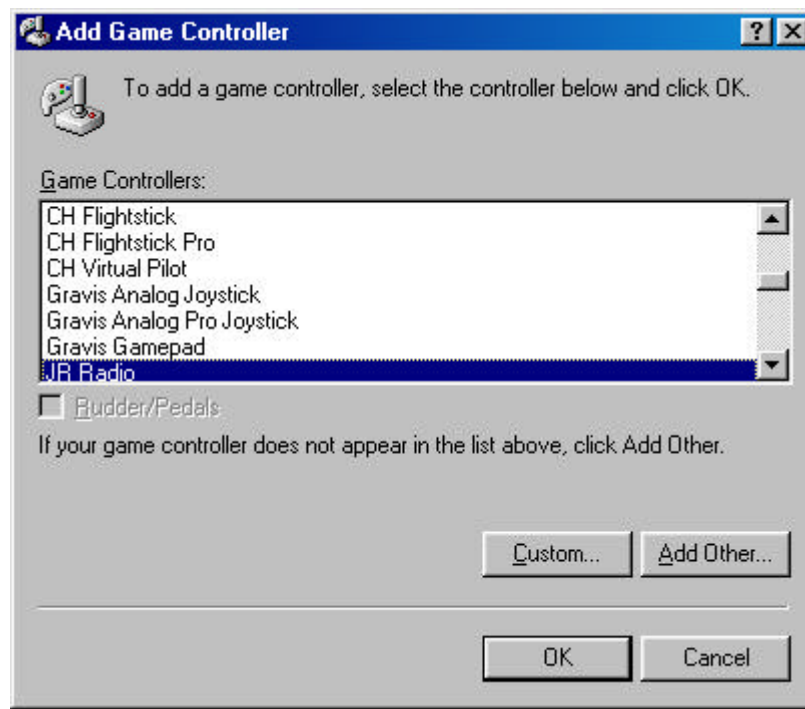 Add Game Controller
To add a game controller, select the controller below and click OK.
Game Controllers:
CH Flightstick
CH Flightstick Pro
CH Virtual Pilot
Gravis Analog Joystick
Gravis Analog Pro Joystick
Gravis Gamepad
JR Radio
Rudder/Pedals
If your game controller does not appear in the list above, click Add Other.
Custom... Add Other...
OK Cancel